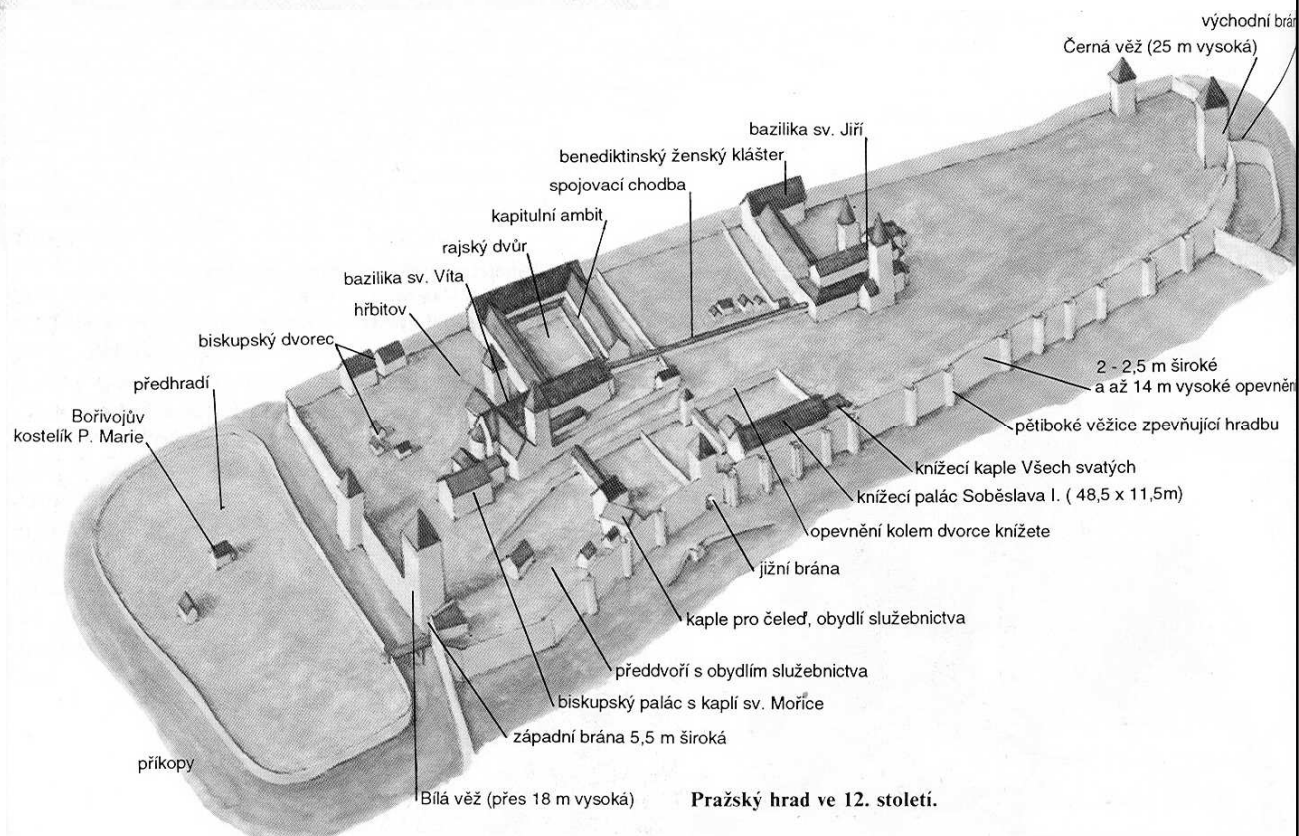 východní
Černá věž (25 m vysoká)
bazilika sv. Jiří
benediktinský ženský klášter
spojovací chodba
kapitulní ambit
rajský dvůr
bazilika sv. Víta
hřbitov
biskupský dvorec
předhradí
Bořivojův
kostelík P. Marie
2 - 2,5 m široké
a až 14 m vysoké
pětiboké věžice zpevňující hradbu
knížecí kaple Všech svatých
knížecí palác Soběslava I. ( 48,5 x 11,5m)
opevnění kolem dvorce knížete
jižní brána
kaple pro čeleď, obydlí služebnictva
předdvoří s obydlím služebnictva
biskupský palác s kaplí sv. Mořice
západní brána 5,5 m široká
příkopy
Bílá věž (přes 18 m vysoká)
Pražský hrad ve 12. století.